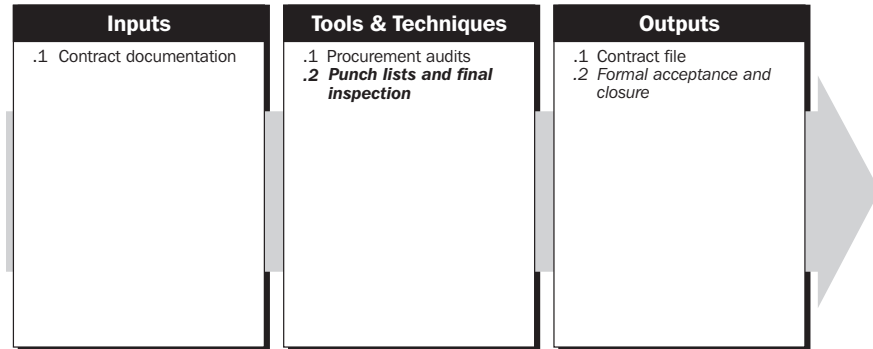 Inputs
.1 Contract documentation
Tools & Techniques
.1 Procurement audits
.2 Punch lists and final
inspection
Outputs
.1 Contract file
.2 Formal acceptance and
closure